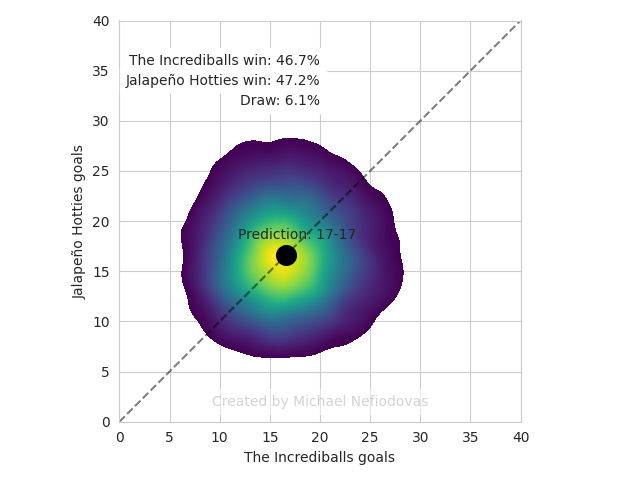 40
35
30
25
20
15
10
5
0
Jalapeño Hotties goals
The Incrediballs win: 46.7%
Jalapeño Hotties win: 47.2%
Draw: 6.1%
Prediction: 17-17
Created by Michael Nefiodovas
0 5 10 15 20 25 30 35 40
The Incrediballs goals